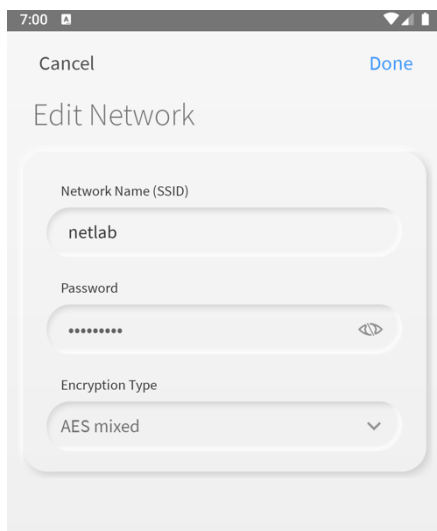 7:00
Cancel
Done
Edit Network
Network Name (SSID)
netlab
Password
•••••••••
Encryption Type
AES mixed